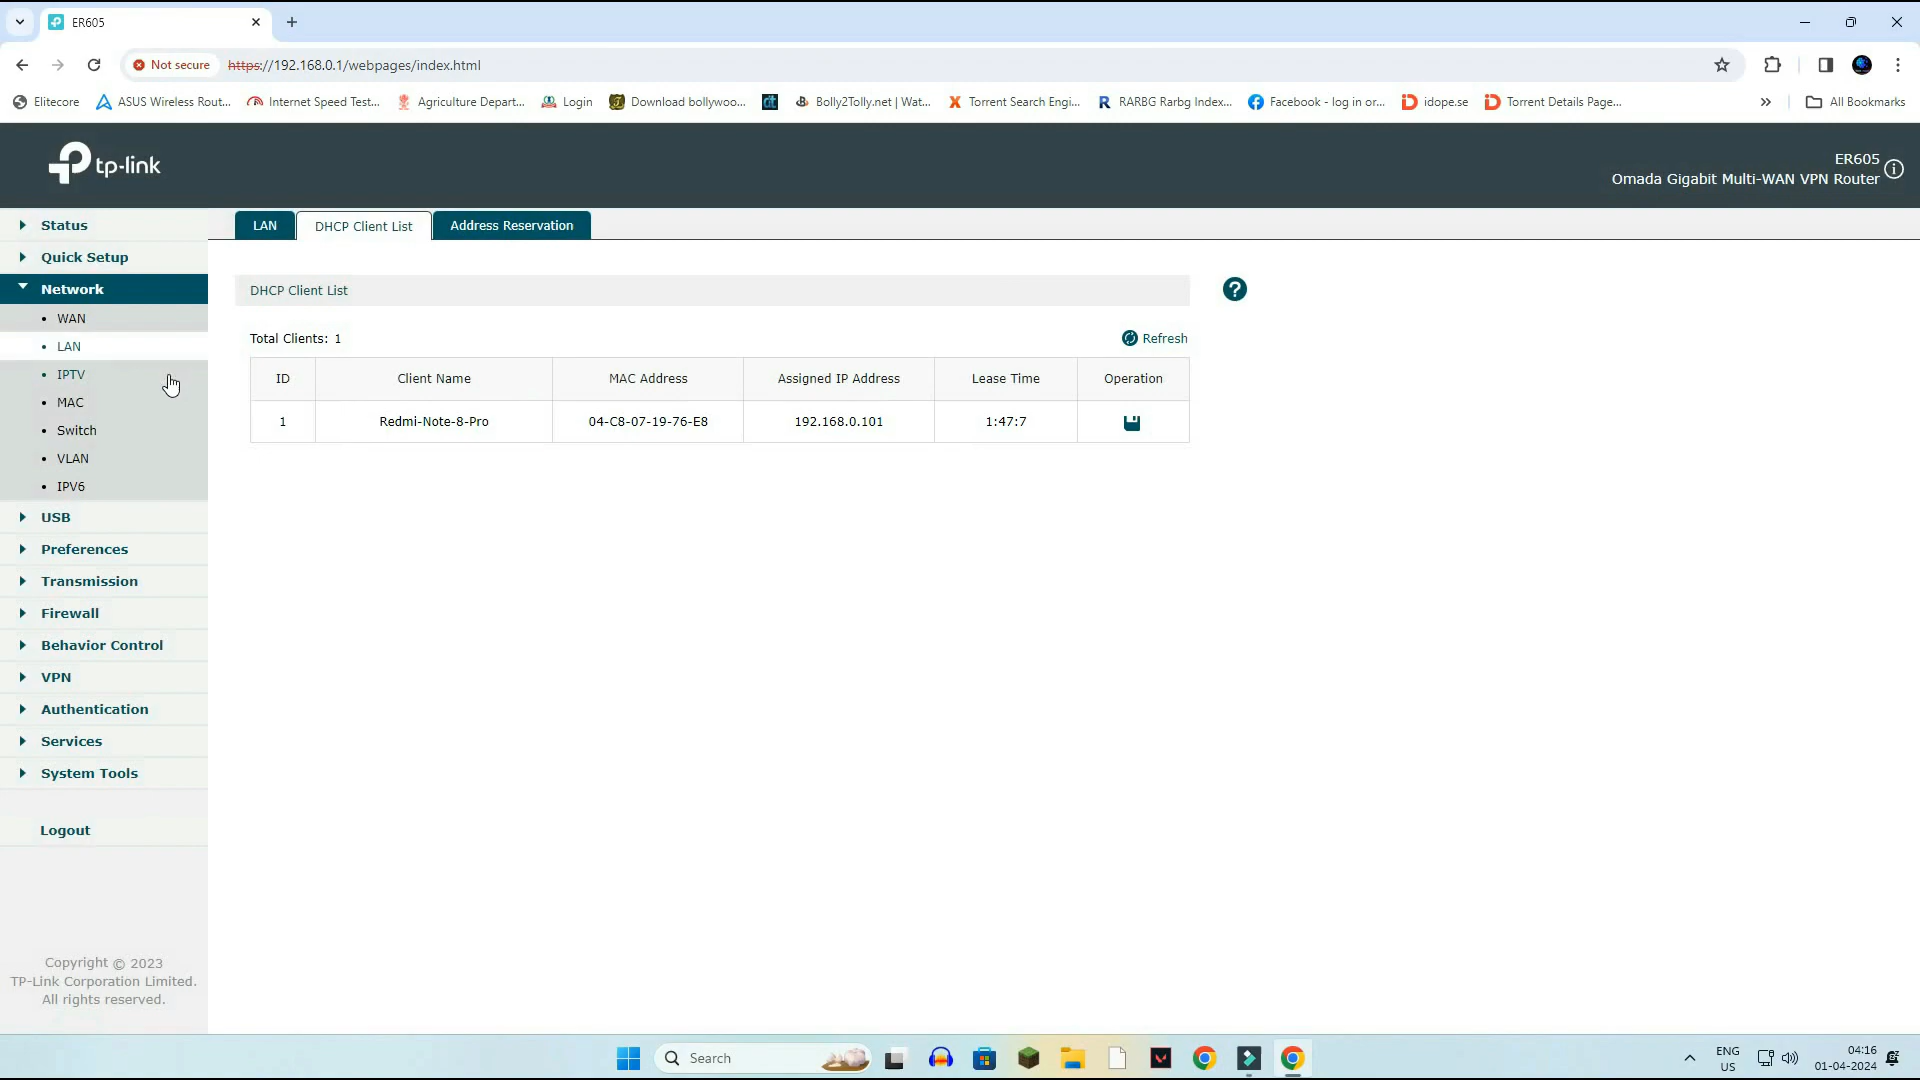 ER605
Not secure
https://192.168.0.1/webpages/index.html
Elitecore
ASUS Wireless Rout...
Internet Speed Test...
Agriculture Depart...
Login
Download bollywoo...
Bolly2Tolly.net | Wat...
Torrent Search Engi...
RARBG Rarbg Index...
Facebook - log in or...
idope.se
Torrent Details Page...
All Bookmarks
tp-link
ER605
Omada Gigabit Multi-WAN VPN Router
Status
Quick Setup
Network
WAN
LAN
IPTV
MAC
Switch
VLAN
IPV6
USB
Preferences
Transmission
Firewall
Behavior Control
VPN
Authentication
Services
System Tools
Logout
Copyright © 2023
TP-Link Corporation Limited.
All rights reserved.
LAN DHCP Client List Address Reservation
DHCP Client List
Total Clients: 1 Refresh
ID Client Name MAC Address Assigned IP Address Lease Time Operation
1 Redmi-Note-8-Pro 04-C8-07-19-76-E8 192.168.0.101 1:47:7
Search
ENG
US
04:16
01-04-2024